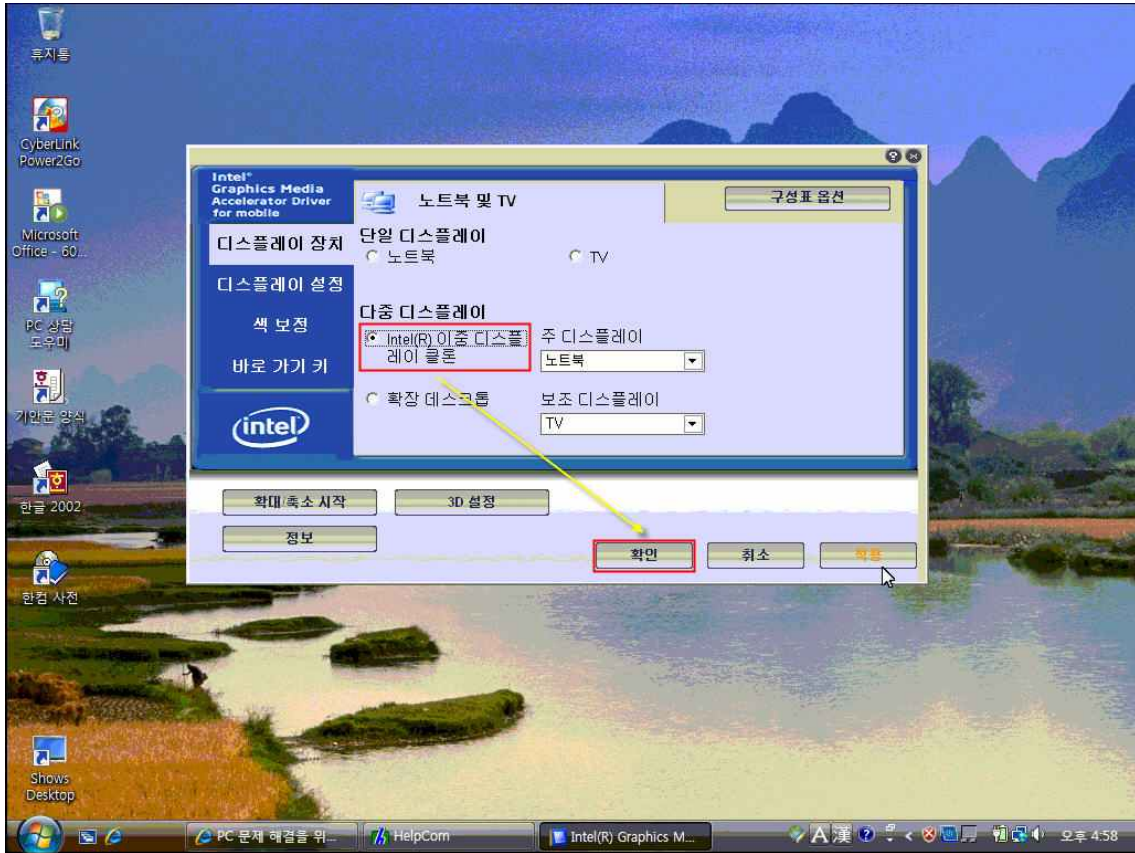 휴지통
CyberLink
Power2Go
Microsoft
Office - 60...
PC 상담
도우미
기안문 양식
한글 2002
한컴 사전
Shows
Desktop
Intel®
Graphics Media
Accelerator Driver
for mobile
노트북 및 TV
구성표 옵션
디스플레이 장치
디스플레이 설정
색 보정
바로 가기 키
intel
단일 디스플레이
노트북
TV
다중 디스플레이
Intel(R) 이중 디스플
레이 클론
주 디스플레이
노트북
확장 데스크톱
보조 디스플레이
TV
확대/축소 시작
3D 설정
정보
확인
취소
적용
PC 문제 해결을 위...
HelpCom
Intel(R) Graphics M...
A 漢
오후 4:58